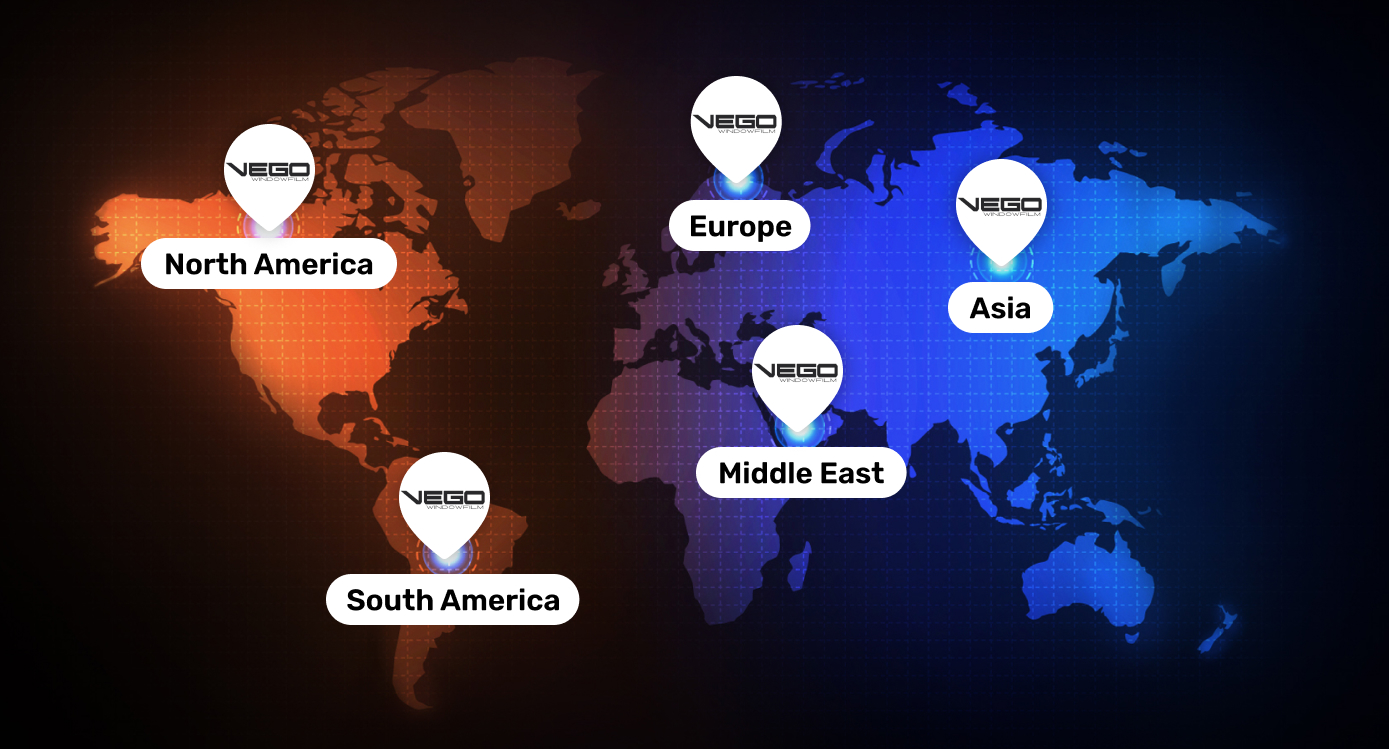 VEGO
WINDOWFILM
Europe
VEGO
WINDOWFILM
North America
VEGO
WINDOWFILM
Asia
VEGO
WINDOWFILM
Middle East
VEGO
WINDOWFILM
South America